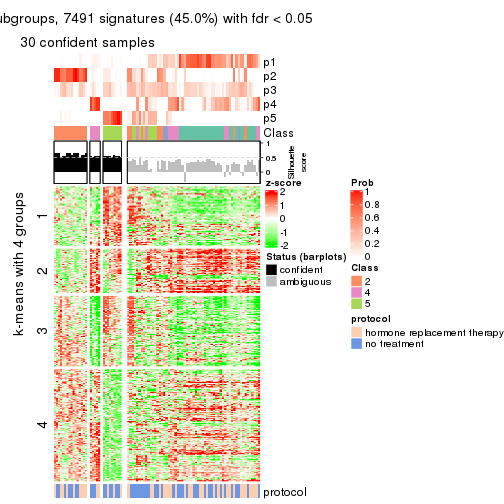 ubgroups, 7491 signatures (45.0%) with fdr < 0.05
30 confident samples
p1
p2
p3
p4
p5
Class
1
0.5
0
Silhouette
score
k-means with 4 groups
1
2
3
4
z-score
2
1
0
-1
-2
Status (barplots)
confident
ambiguous
Prob
1
0.8
0.6
0.4
0.2
0
Class
2
4
5
protocol
hormone replacement therapy
no treatment
protocol